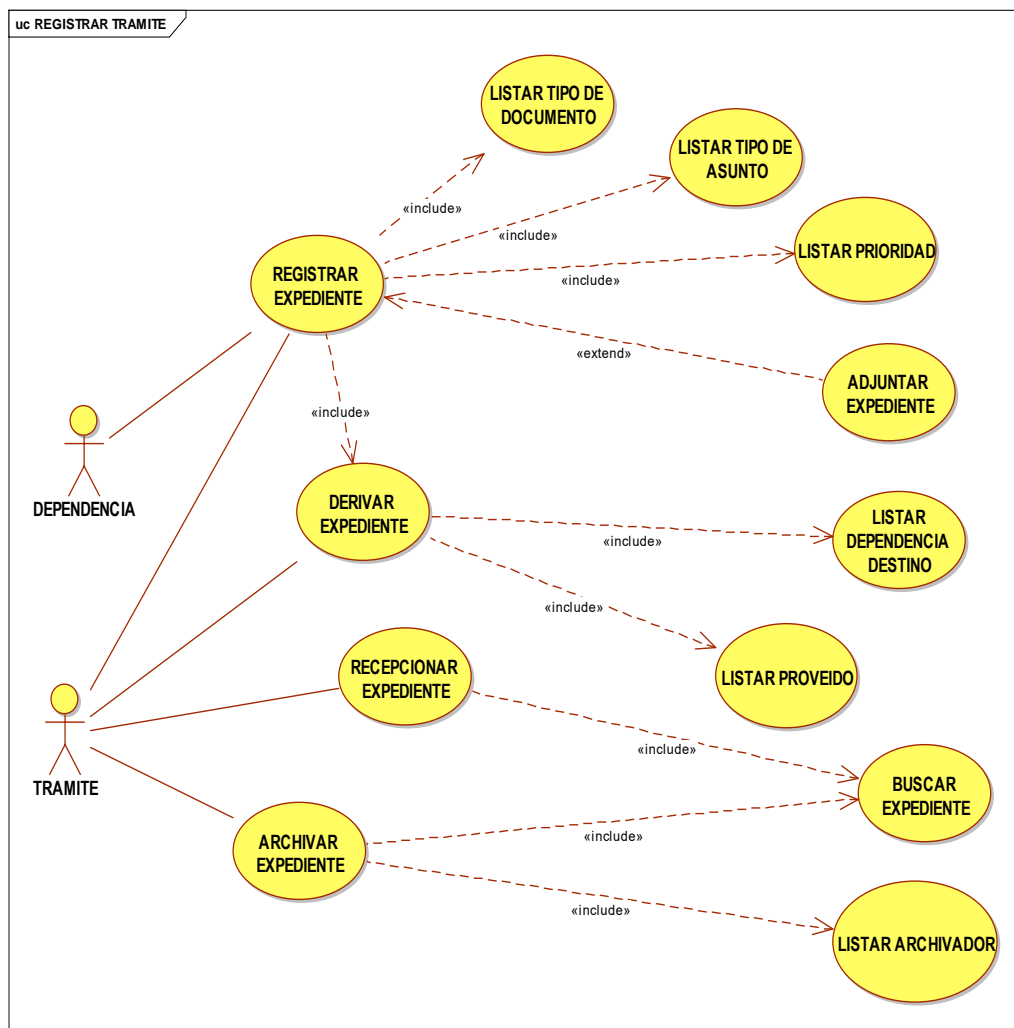 uc REGISTRAR TRAMITE
LISTAR TIPO DE
DOCUMENTO
LISTAR TIPO DE
ASUNTO
«include»
«include»
LISTAR PRIORIDAD
REGISTRAR
EXPEDIENTE
«include»
«extend»
ADJUNTAR
EXPEDIENTE
«include»
DEPENDENCIA
DERIVAR
EXPEDIENTE
LISTAR
DEPENDENCIA
DESTINO
«include»
«include»
RECEPCIONAR
EXPEDIENTE
LISTAR PROVEIDO
«include»
TRAMITE
BUSCAR
EXPEDIENTE
ARCHIVAR
EXPEDIENTE
«include»
«include»
LISTAR ARCHIVADOR